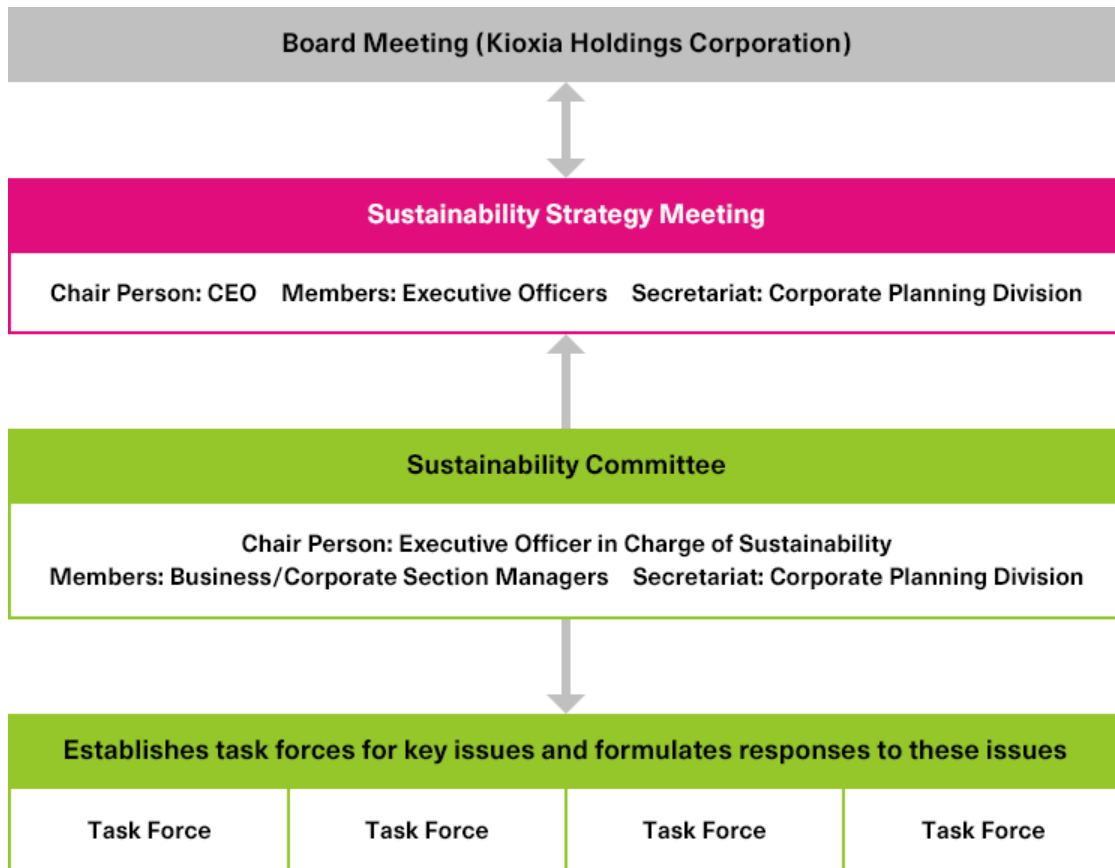 Board Meeting (Kioxia Holdings Corporation)
Sustainability Strategy Meeting
Chair Person: CEO Members: Executive Officers Secretariat: Corporate Planning Division
Sustainability Committee
Chair Person: Executive Officer in Charge of Sustainability
Members: Business/Corporate Section Managers Secretariat: Corporate Planning Division
Establishes task forces for key issues and formulates responses to these issues
Task Force Task Force Task Force Task Force